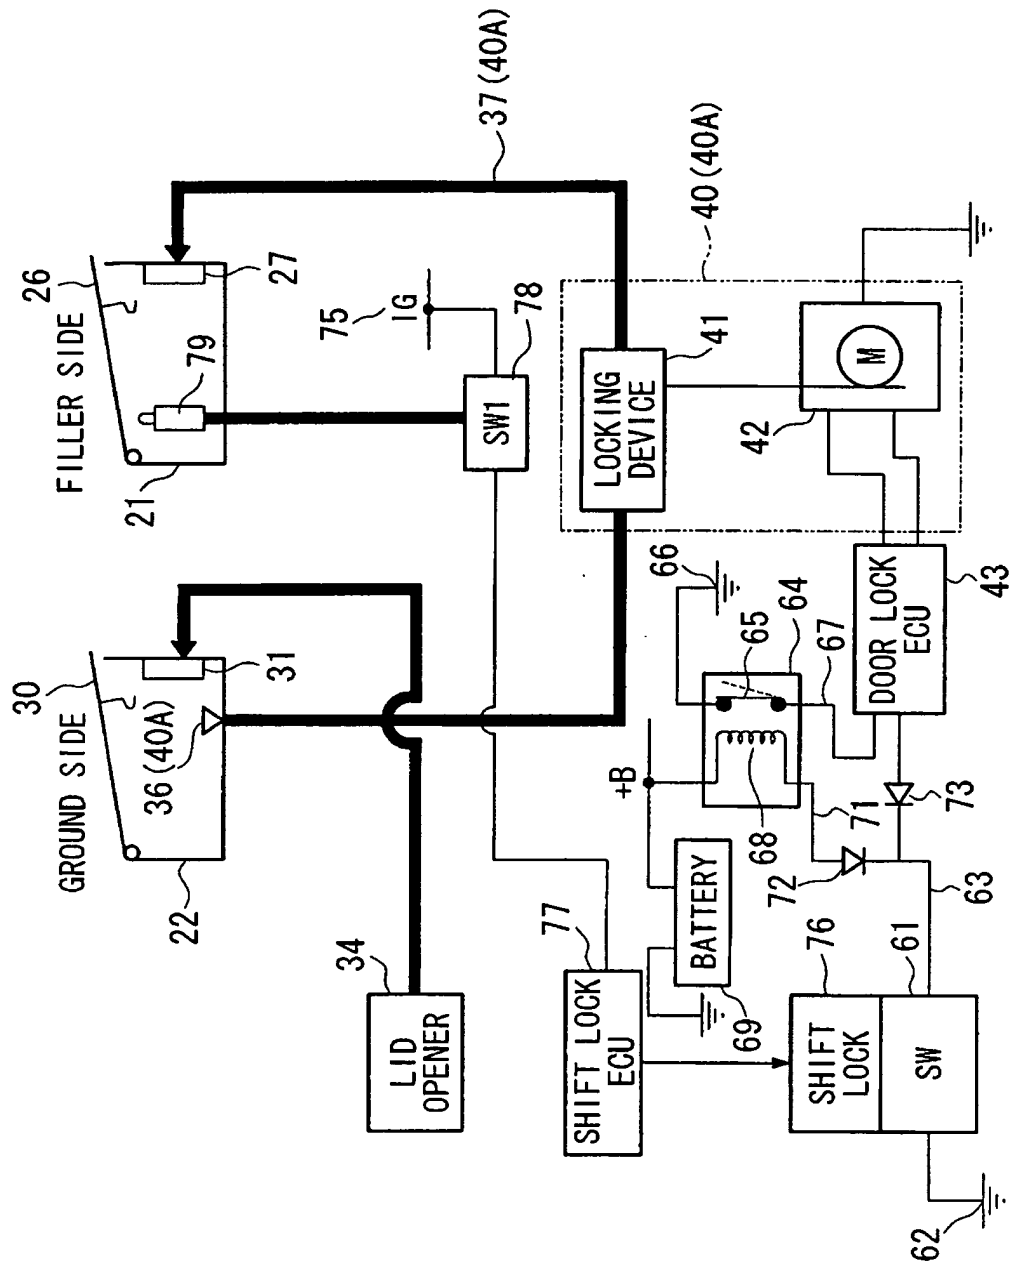 GROUND SIDE
FILLER SIDE
30
26
22
36 (40A)
31
21
79
27
37 (40A)
34
LID
OPENER
75
IG
SW1
78
77
SHIFT LOCK
ECU
LOCKING
DEVICE
41
40 (40A)
+B
66
BATTERY
69
68
65
64
67
42
M
76
SHIFT
LOCK
61
SW
62
63
72
71
73
DOOR LOCK
ECU
43